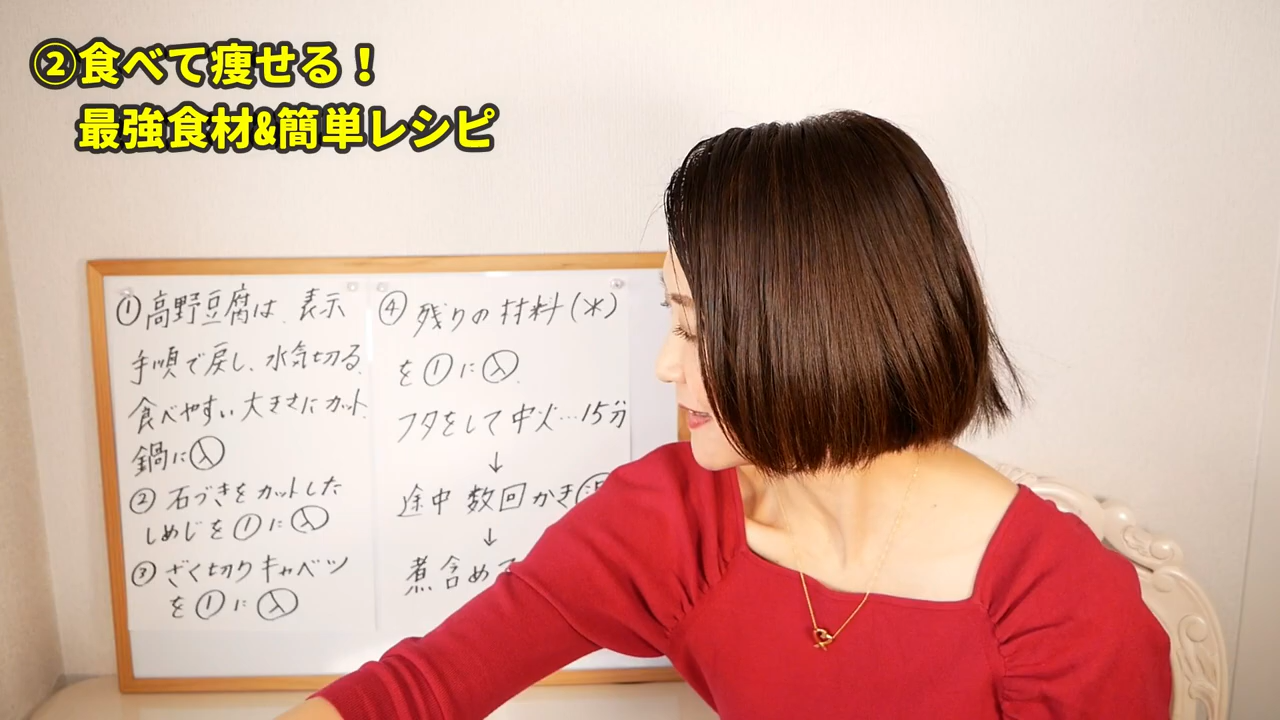 ②食べて痩せる！
最強食材&簡単レシピ
①高野豆腐は、表示
手順で戻し、水気切る
食べやすい大きさにカット
鍋に入
②石づきをカットした
しめじを①に入
③ざく切りキャベツ
を①に入
④残りの材料(*)
を①に入
フタをして中火…15分
↓
途中 数回かき
↓
煮含め